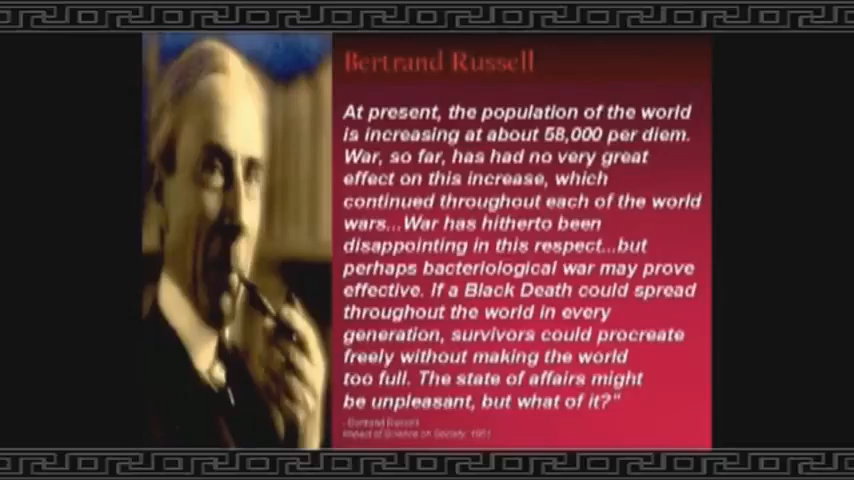 Bertrand Russell
At present, the population of the world
is increasing at about 58,000 per diem.
War, so far, has had no very great
effect on this increase, which
continued throughout each of the world
wars...War has hitherto been
disappointing in this respect...but
perhaps bacteriological war may prove
effective. If a Black Death could spread
throughout the world in every
generation, survivors could procreate
freely without making the world
too full. The state of affairs might
be unpleasant, but what of it?"
- Bertrand Russell
Impact of Science on Society, 1951